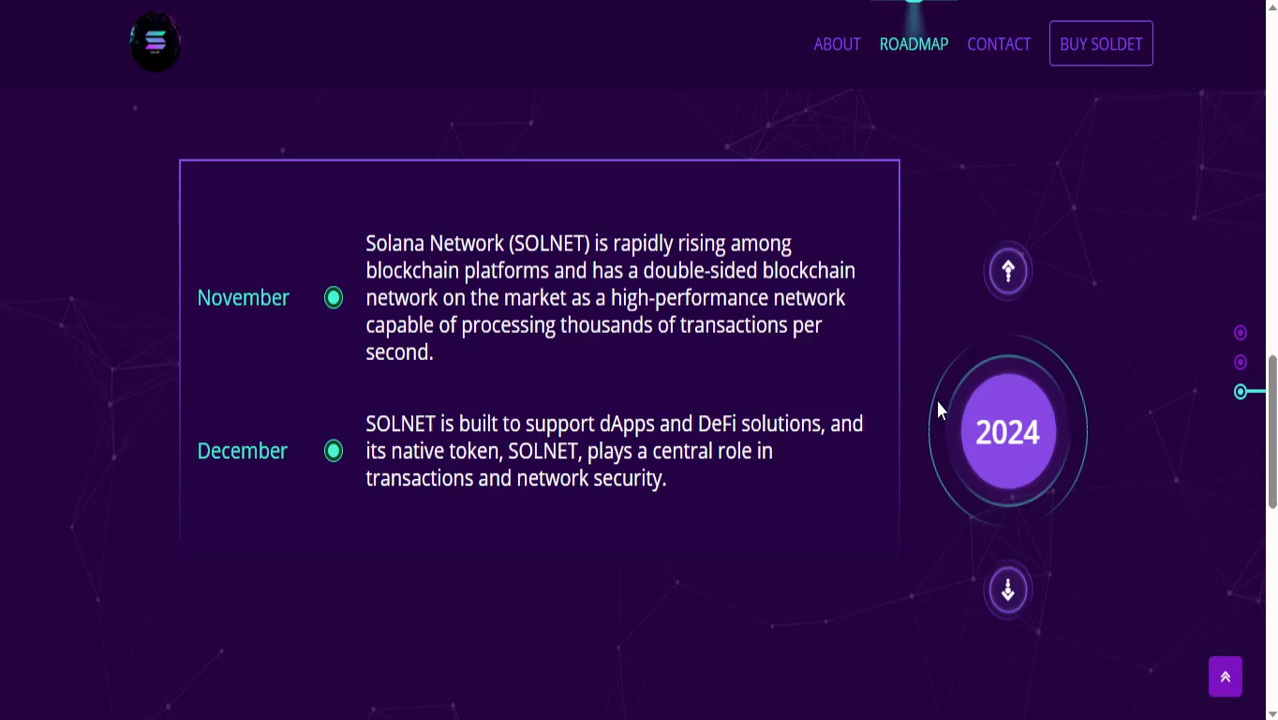 ABOUT ROADMAP CONTACT BUY SOLDET
Solana Network (SOLNET) is rapidly rising among
blockchain platforms and has a double-sided blockchain
November network on the market as a high-performance network
capable of processing thousands of transactions per
second.
SOLNET is built to support dApps and DeFi solutions, and
December its native token, SOLNET, plays a central role in
transactions and network security.
2024